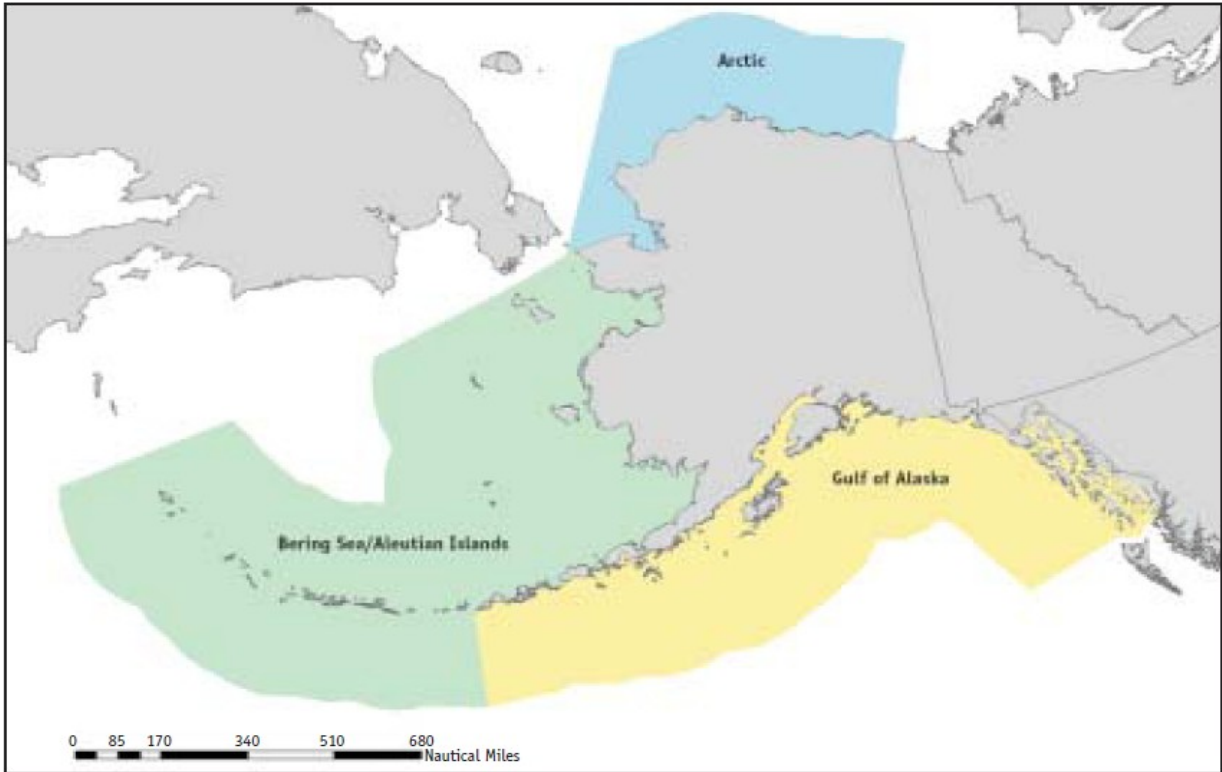 Arctic
Gulf of Alaska
Bering Sea/Aleutian Islands
0 85 170 340 510 680
Nautical Miles